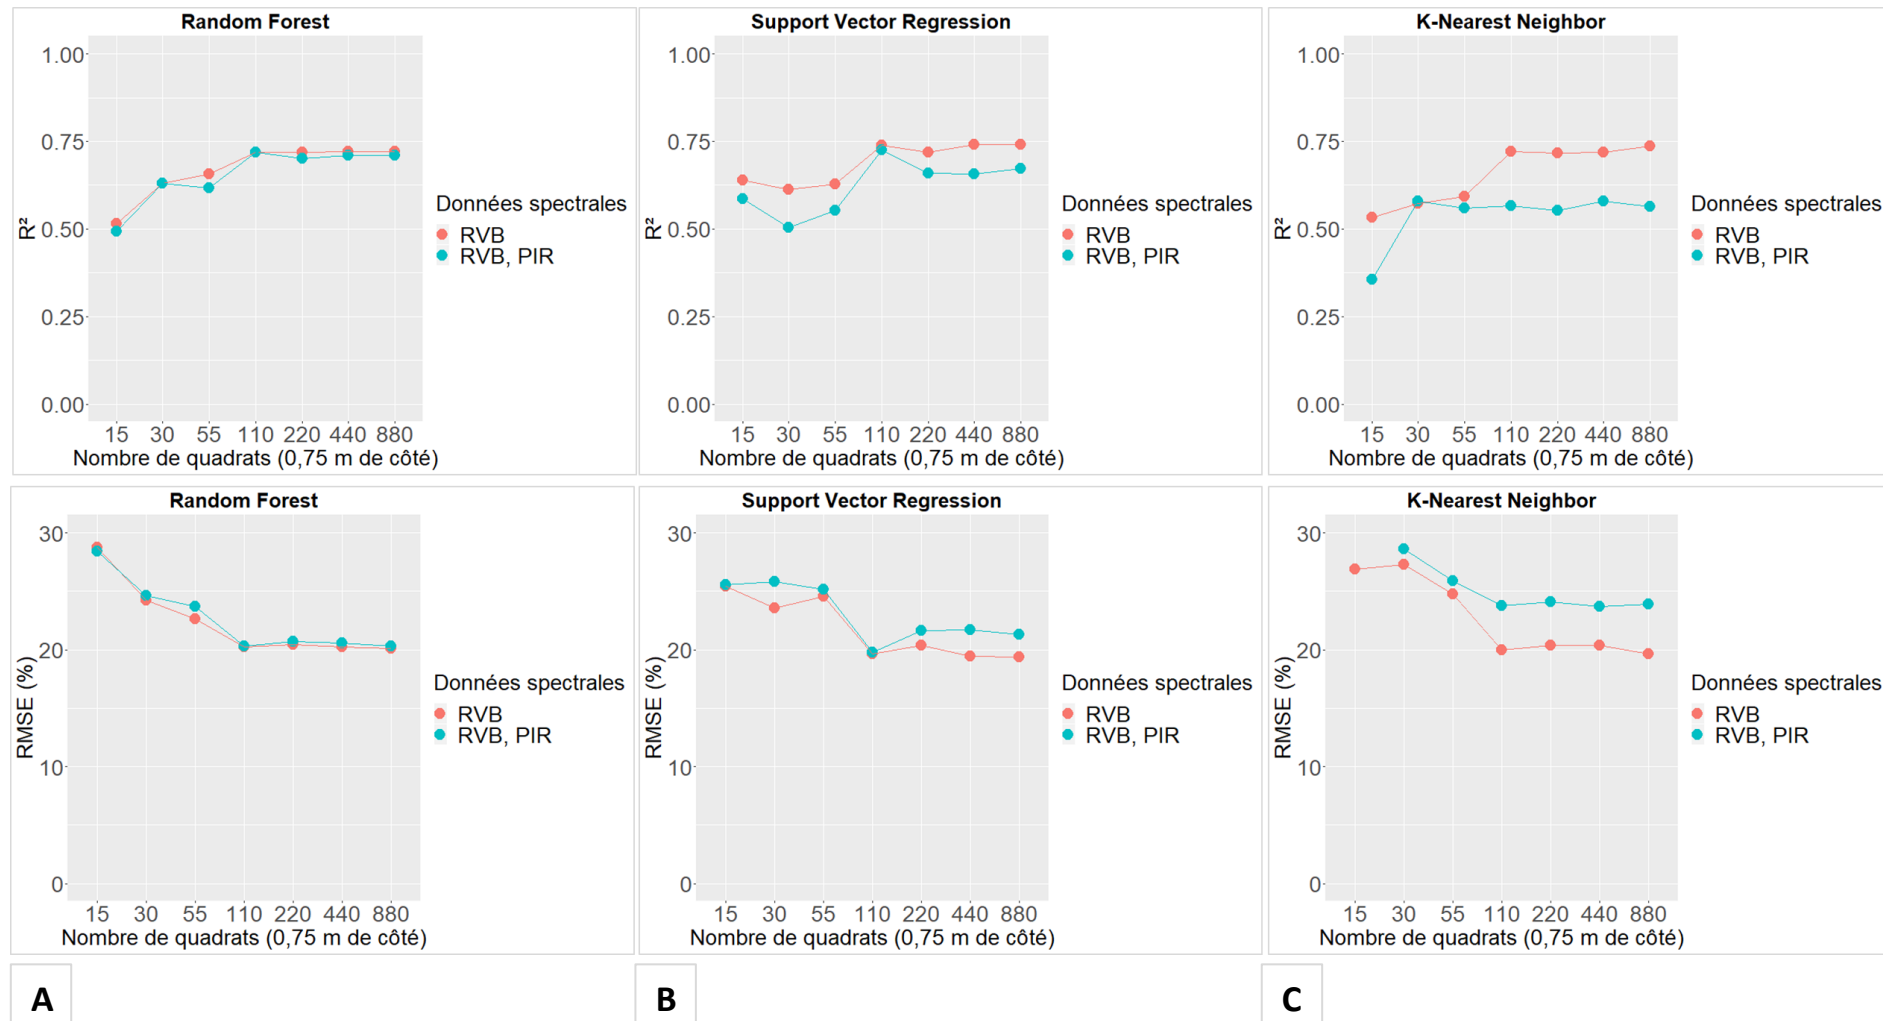 Random Forest
1.00
0.75
0.50
0.25
0.00
R²
15 30 55 110 220 440 880
Nombre de quadrats (0,75 m de côté)
Données spectrales
RVB
RVB, PIR
Support Vector Regression
1.00
0.75
0.50
0.25
0.00
R²
15 30 55 110 220 440 880
Nombre de quadrats (0,75 m de côté)
Données spectrales
RVB
RVB, PIR
K-Nearest Neighbor
1.00
0.75
0.50
0.25
0.00
R²
15 30 55 110 220 440 880
Nombre de quadrats (0,75 m de côté)
Données spectrales
RVB
RVB, PIR
Random Forest
30
20
10
0
RMSE (%)
15 30 55 110 220 440 880
Nombre de quadrats (0,75 m de côté)
Données spectrales
RVB
RVB, PIR
Support Vector Regression
30
20
10
0
RMSE (%)
15 30 55 110 220 440 880
Nombre de quadrats (0,75 m de côté)
Données spectrales
RVB
RVB, PIR
K-Nearest Neighbor
30
20
10
0
RMSE (%)
15 30 55 110 220 440 880
Nombre de quadrats (0,75 m de côté)
Données spectrales
RVB
RVB, PIR
A
B
C